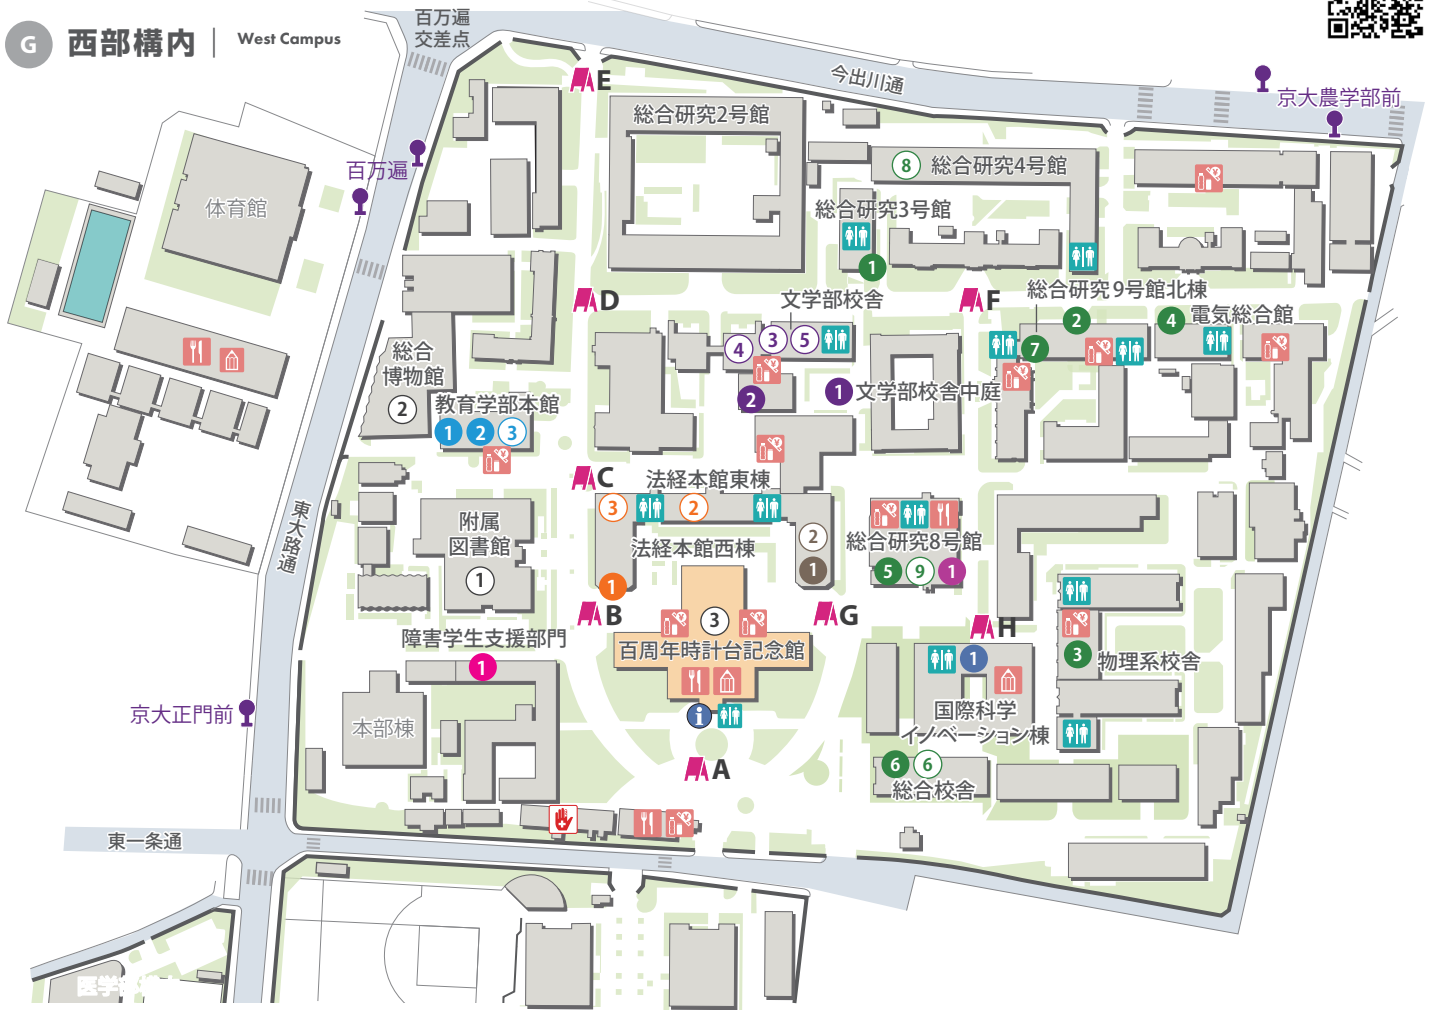 G 西部構内 West Campus
百万遍
交差点
今出川通
京大農学部前
E
総合研究2号館
8 総合研究4号館
百万遍
体育館
総合研究3号館
1
D
文学部校舎
F
総合研究9号館北棟
2
4 電気総合館
3 5
4
7
総合
博物館
2
教育学部本館
1 2 3
2
1 文学部校舎中庭
C
法経本館東棟
3
2
東大路通
附属
図書館
1
法経本館西棟
2
1
総合研究8号館
5 9 1
1
B
G
H
3
百周年時計台記念館
障害学生支援部門
1
1
3 物理系校舎
京大正門前
本部棟
i
国際科学
イノベーション棟
A
6 6
総合校舎
東一条通
医学